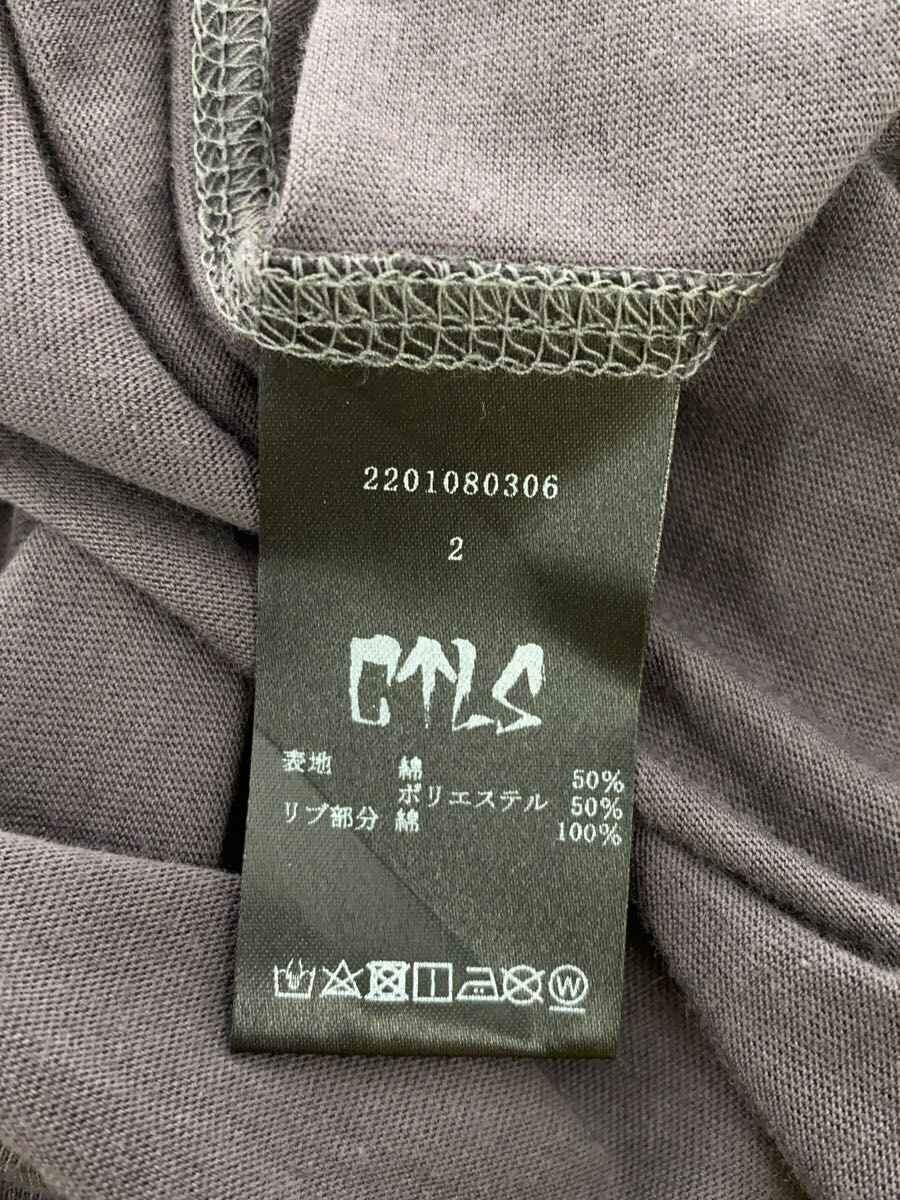 2201080306
2
CTLS
表地 綿 50%
ポリエステル 50%
リブ部分 綿 100%
W